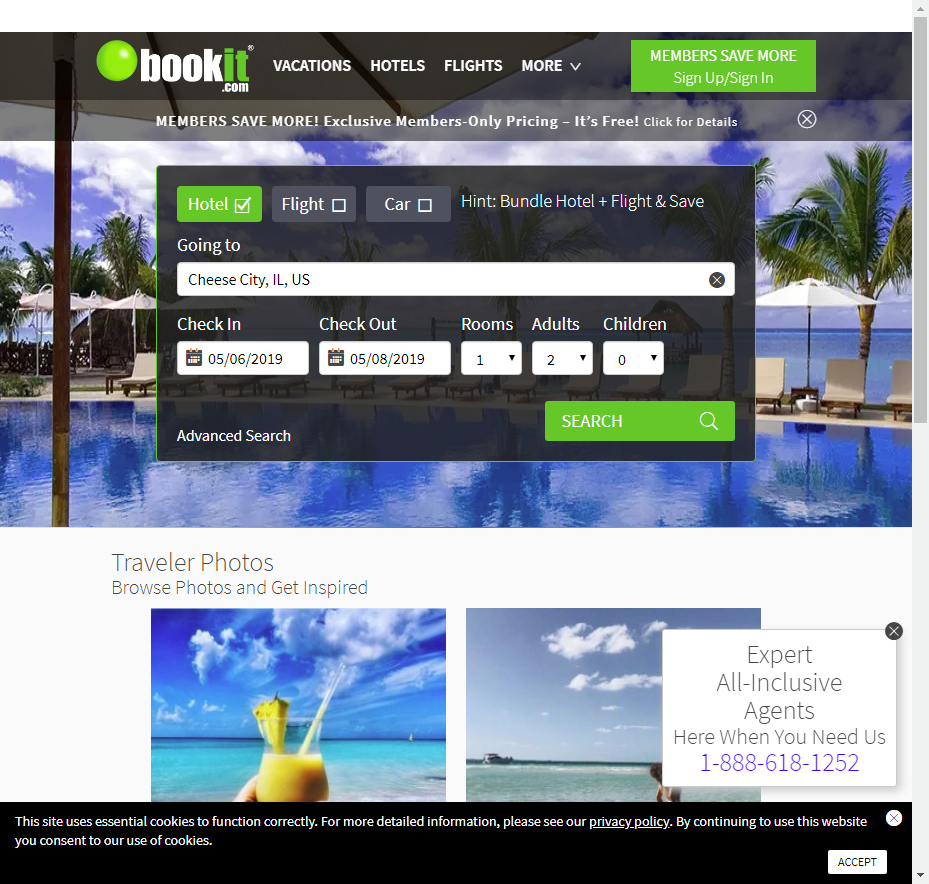 bookit®
.com
VACATIONS HOTELS FLIGHTS MORE
MEMBERS SAVE MORE
Sign Up/Sign In
MEMBERS SAVE MORE! Exclusive Members-Only Pricing – It's Free! Click for Details
Hotel Flight Car Hint: Bundle Hotel + Flight & Save
Going to
Cheese City, IL, US
Check In Check Out Rooms Adults Children
05/06/2019 05/08/2019 1 2 0
SEARCH
Advanced Search
Traveler Photos
Browse Photos and Get Inspired
Expert
All-Inclusive
Agents
Here When You Need Us
1-888-618-1252
This site uses essential cookies to function correctly. For more detailed information, please see our privacy policy. By continuing to use this website
you consent to our use of cookies.
ACCEPT